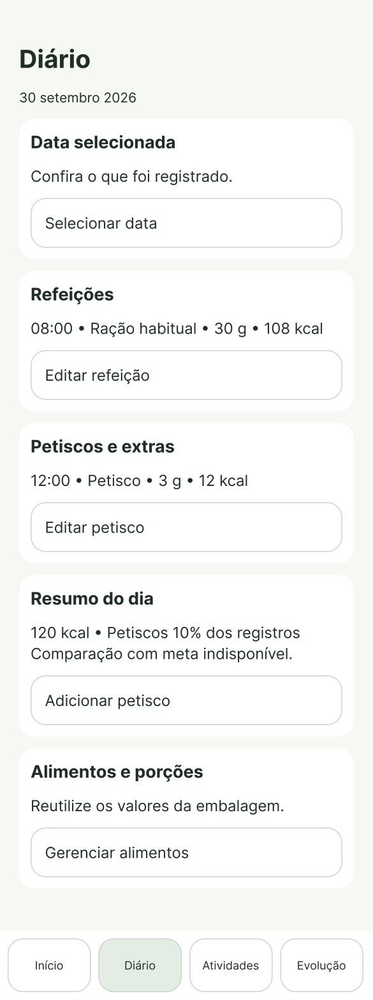 Diário
30 setembro 2026
Data selecionada
Confira o que foi registrado.
Selecionar data
Refeições
08:00 • Ração habitual • 30 g • 108 kcal
Editar refeição
Petiscos e extras
12:00 • Petisco • 3 g • 12 kcal
Editar petisco
Resumo do dia
120 kcal • Petiscos 10% dos registros
Comparação com meta indisponível.
Adicionar petisco
Alimentos e porções
Reutilize os valores da embalagem.
Gerenciar alimentos
Início
Diário
Atividades
Evolução